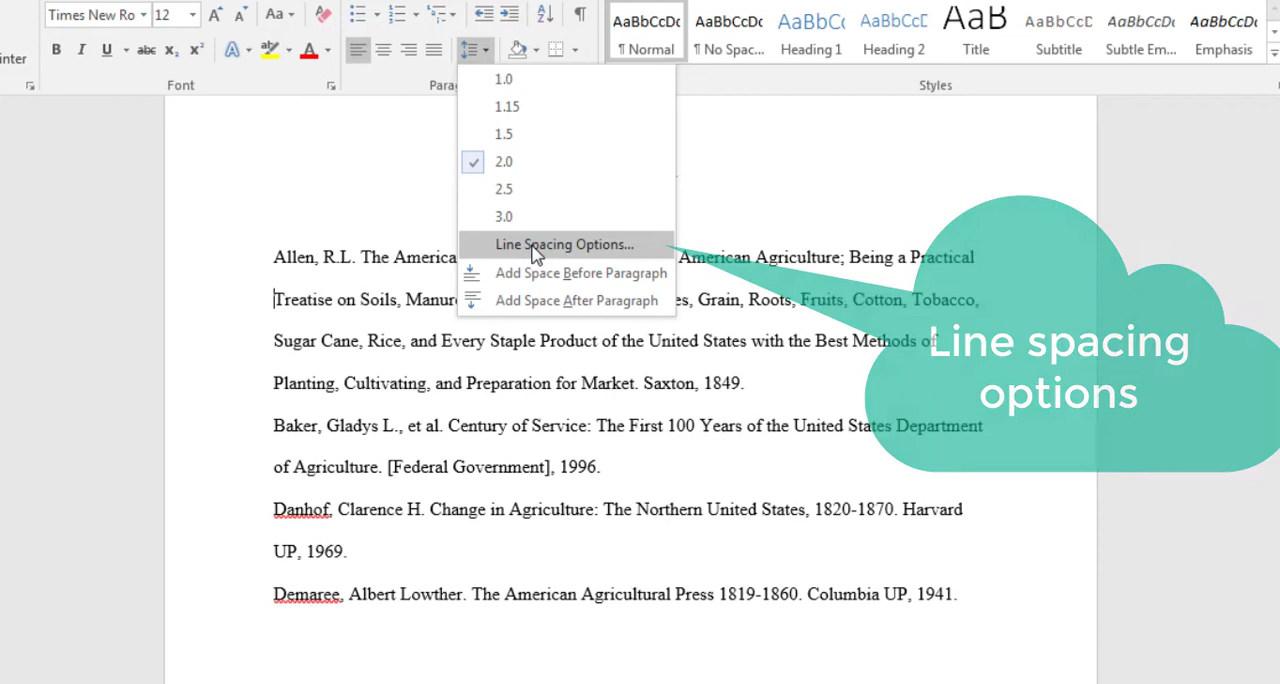 Times New Ro 12 Aa AaBbCcDc AaBbCcDc AaBbCc AaBbCcD AaB AaBbCcD AaBbCcDc AaBbCcDc
B I U abc x₂ x² A ab A ¶ Normal ¶ No Spac... Heading 1 Heading 2 Title Subtitle Subtle Em... Emphasis
inter
Font Parag Styles
1.0
1.15
1.5
2.0
2.5
3.0
Line Spacing Options...
Add Space Before Paragraph
Add Space After Paragraph
Allen, R.L. The America American Agriculture; Being a Practical
Treatise on Soils, Manur es, Grain, Roots, Fruits, Cotton, Tobacco,
Sugar Cane, Rice, and Every Staple Product of the United States with the Best Methods of
Planting, Cultivating, and Preparation for Market. Saxton, 1849.
Baker, Gladys L., et al. Century of Service: The First 100 Years of the United States Department
of Agriculture. [Federal Government], 1996.
Danhof, Clarence H. Change in Agriculture: The Northern United States, 1820-1870. Harvard
UP, 1969.
Demaree, Albert Lowther. The American Agricultural Press 1819-1860. Columbia UP, 1941.
Line spacing
options